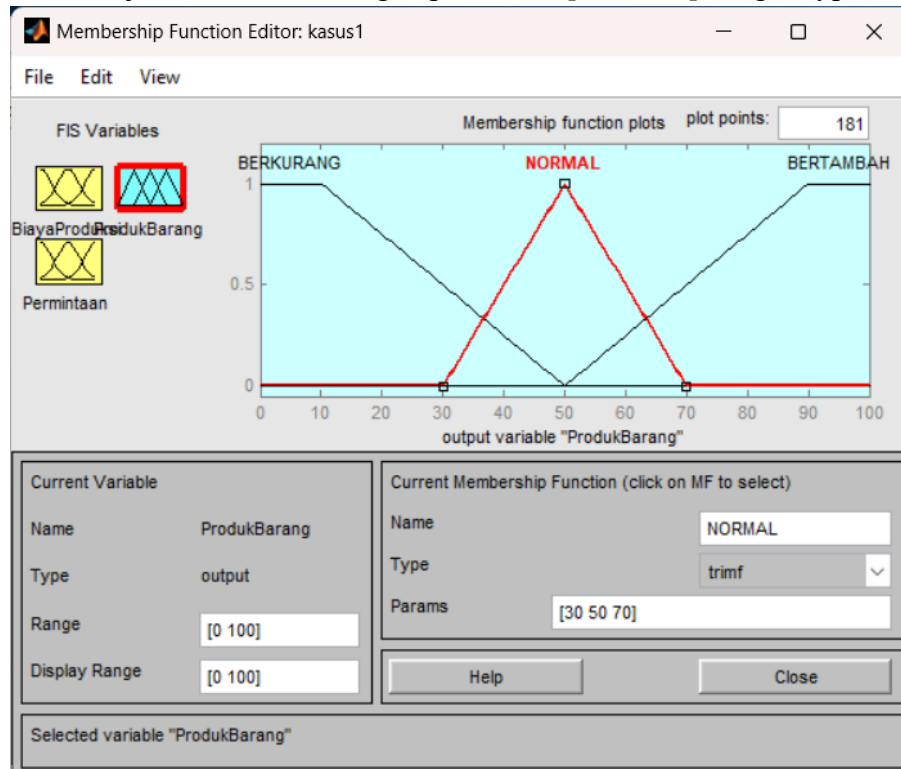 Membership Function Editor: kasus1
File Edit View
FIS Variables
Membership function plots plot points: 181
BERKURANG NORMAL BERTAMBAH
1
0.5
0
0 10 20 30 40 50 60 70 80 90 100
output variable "ProdukBarang"
BiayaProduksi ProdukBarang
Permintaan
Current Variable
Name ProdukBarang
Type output
Range [0 100]
Display Range [0 100]
Current Membership Function (click on MF to select)
Name NORMAL
Type trimf
Params [30 50 70]
Help Close
Selected variable "ProdukBarang"